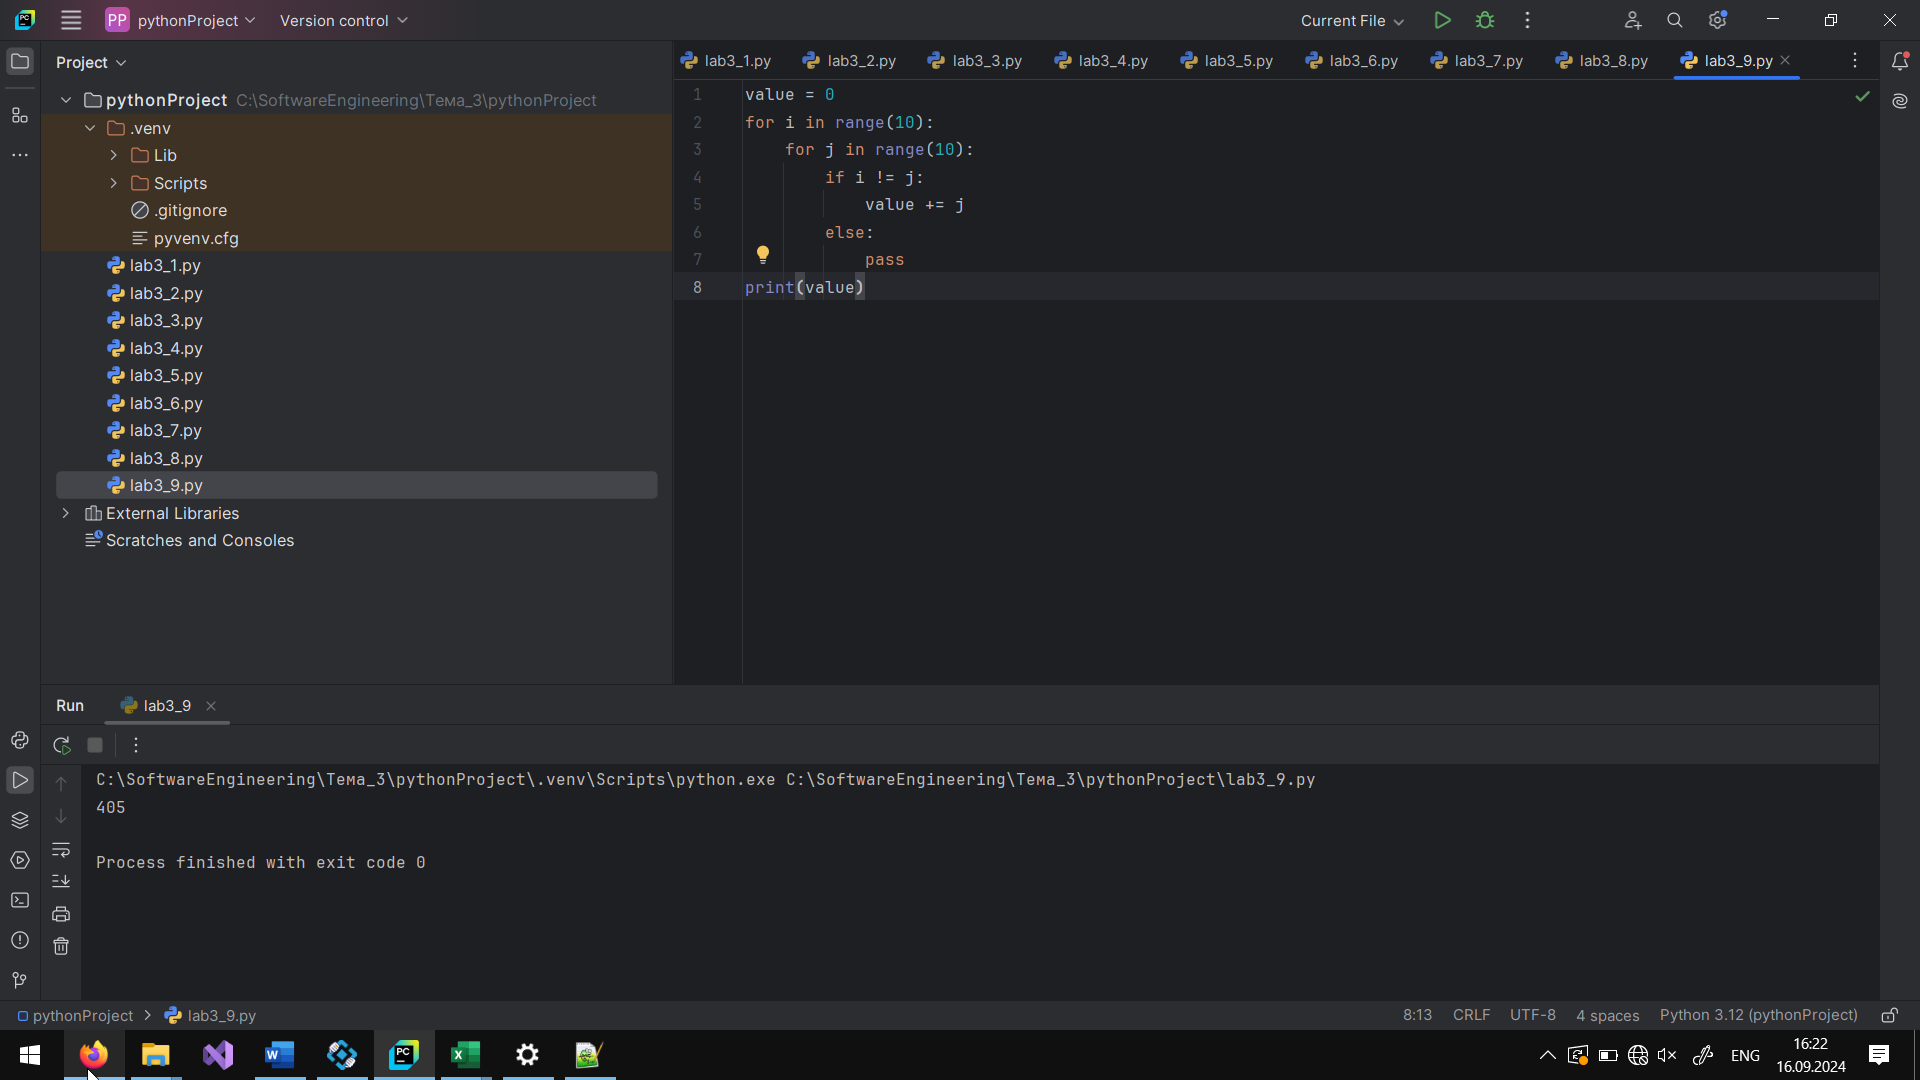 PP pythonProject Version control Current File
Project
pythonProject C:\SoftwareEngineering\Тема_3\pythonProject
.venv
Lib
Scripts
.gitignore
pyvenv.cfg
lab3_1.py
lab3_2.py
lab3_3.py
lab3_4.py
lab3_5.py
lab3_6.py
lab3_7.py
lab3_8.py
lab3_9.py
External Libraries
Scratches and Consoles
lab3_1.py lab3_2.py lab3_3.py lab3_4.py lab3_5.py lab3_6.py lab3_7.py lab3_8.py lab3_9.py
1 value = 0
2 for i in range(10):
3 for j in range(10):
4 if i != j:
5 value += j
6 else:
7 pass
8 print(value)
Run lab3_9
C:\SoftwareEngineering\Тема_3\pythonProject\.venv\Scripts\python.exe C:\SoftwareEngineering\Тема_3\pythonProject\lab3_9.py
405
Process finished with exit code 0
pythonProject > lab3_9.py 8:13 CRLF UTF-8 4 spaces Python 3.12 (pythonProject)
ENG
16:22
16.09.2024